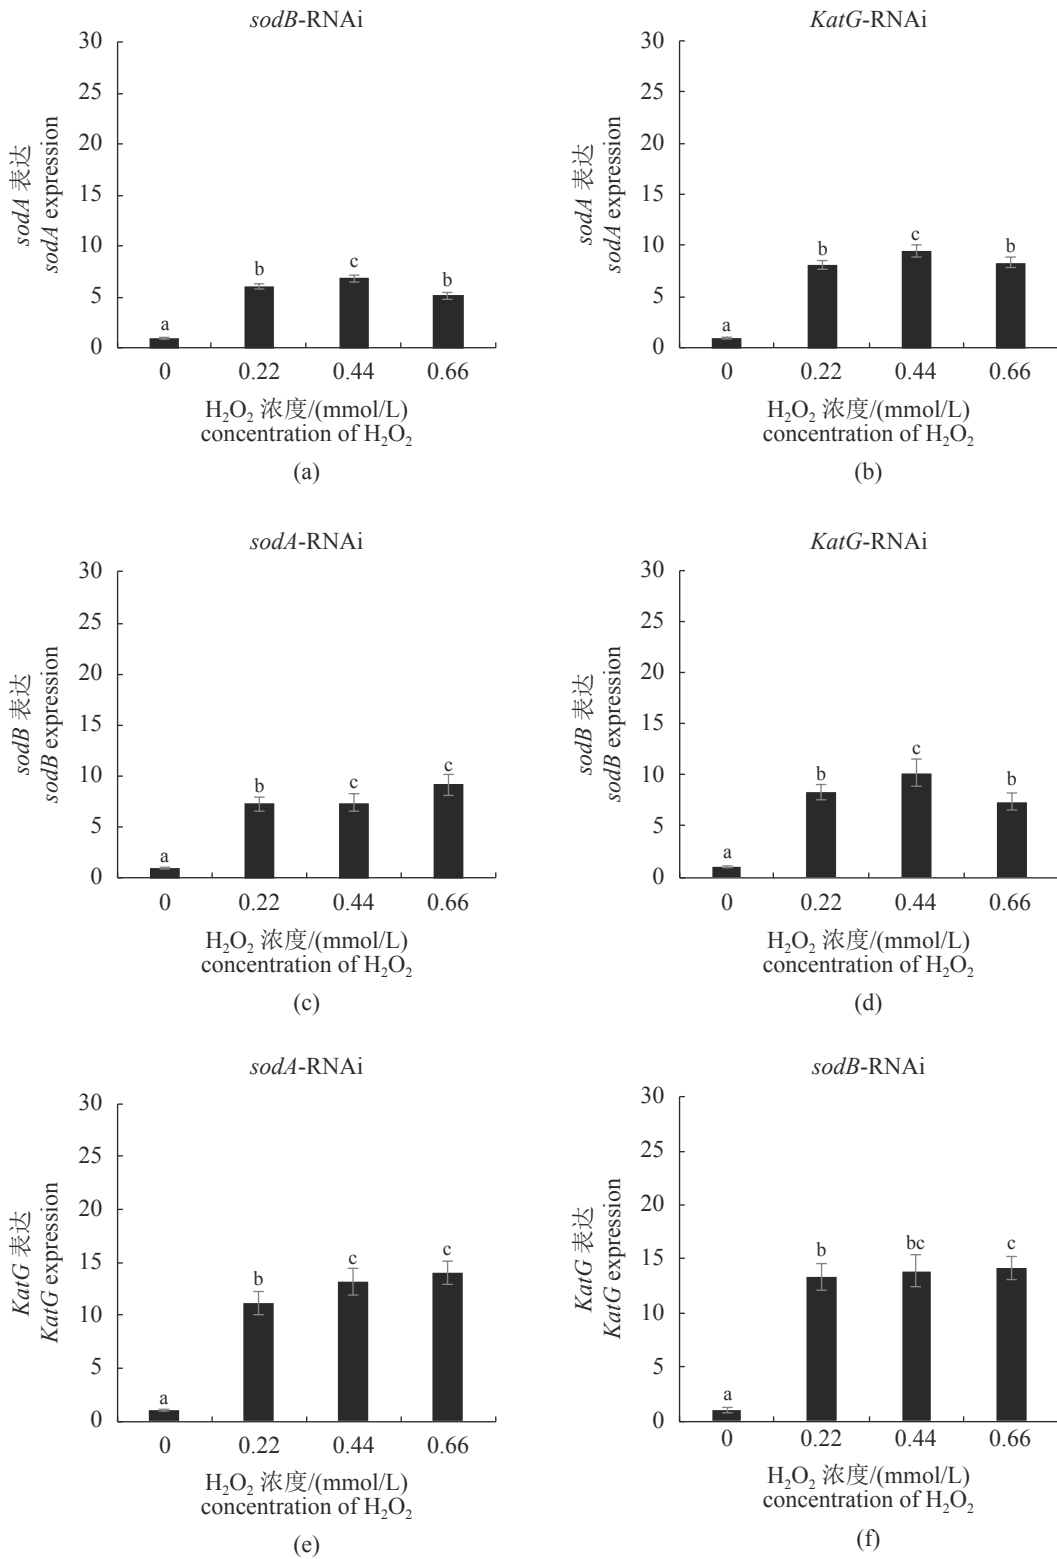 sodB-RNAi
30
25
20
15
10
5
0
sodA 表达
sodA expression
a
b
c
b
0 0.22 0.44 0.66
H₂O₂ 浓度/(mmol/L)
concentration of H₂O₂
(a)
KatG-RNAi
30
25
20
15
10
5
0
sodA 表达
sodA expression
a
b
c
b
0 0.22 0.44 0.66
H₂O₂ 浓度/(mmol/L)
concentration of H₂O₂
(b)
sodA-RNAi
30
25
20
15
10
5
0
sodB 表达
sodB expression
a
b
c
c
0 0.22 0.44 0.66
H₂O₂ 浓度/(mmol/L)
concentration of H₂O₂
(c)
KatG-RNAi
30
25
20
15
10
5
0
sodB 表达
sodB expression
a
b
c
b
0 0.22 0.44 0.66
H₂O₂ 浓度/(mmol/L)
concentration of H₂O₂
(d)
sodA-RNAi
30
25
20
15
10
5
0
KatG 表达
KatG expression
a
b
c
c
0 0.22 0.44 0.66
H₂O₂ 浓度/(mmol/L)
concentration of H₂O₂
(e)
sodB-RNAi
30
25
20
15
10
5
0
KatG 表达
KatG expression
a
b
bc
c
0 0.22 0.44 0.66
H₂O₂ 浓度/(mmol/L)
concentration of H₂O₂
(f)